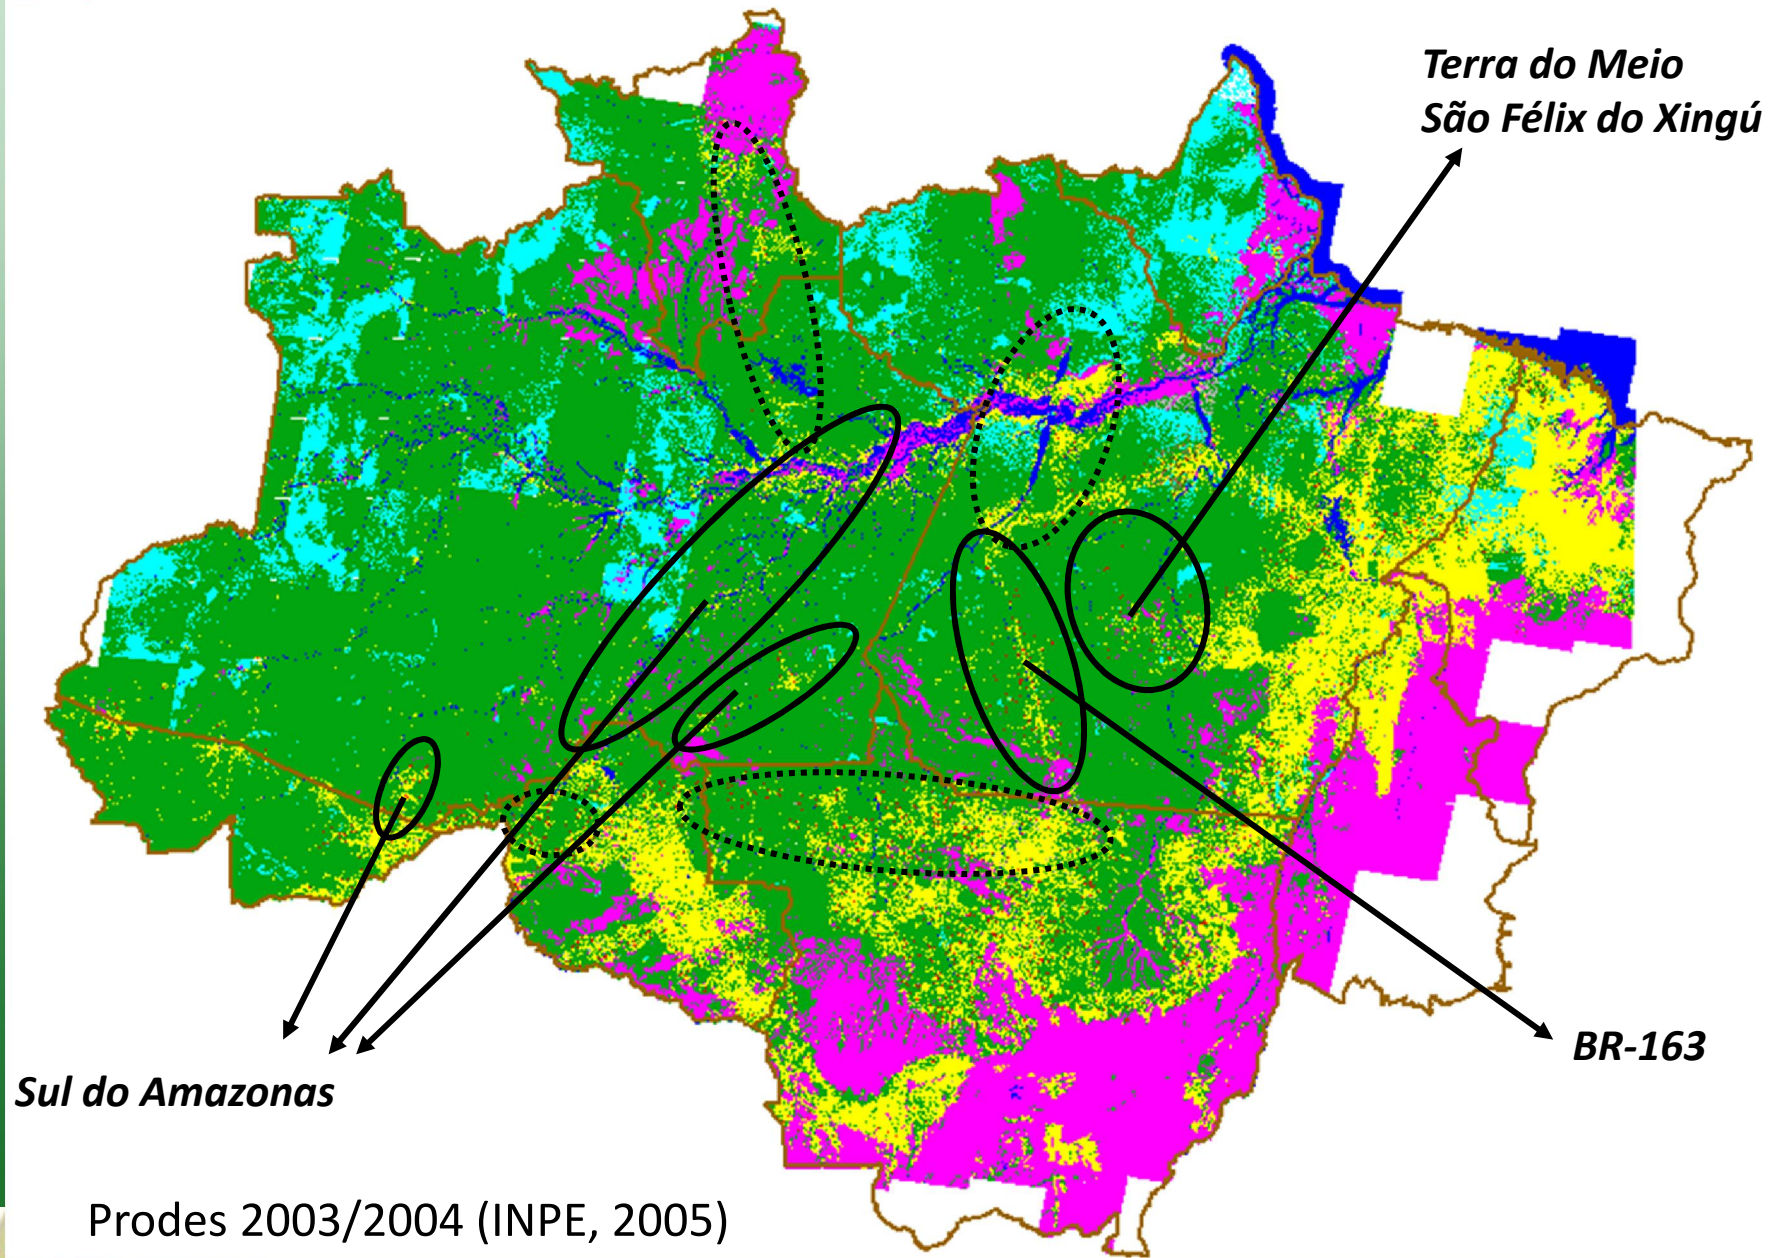 Terra do Meio
São Félix do Xingú
BR-163
Sul do Amazonas
Prodes 2003/2004 (INPE, 2005)